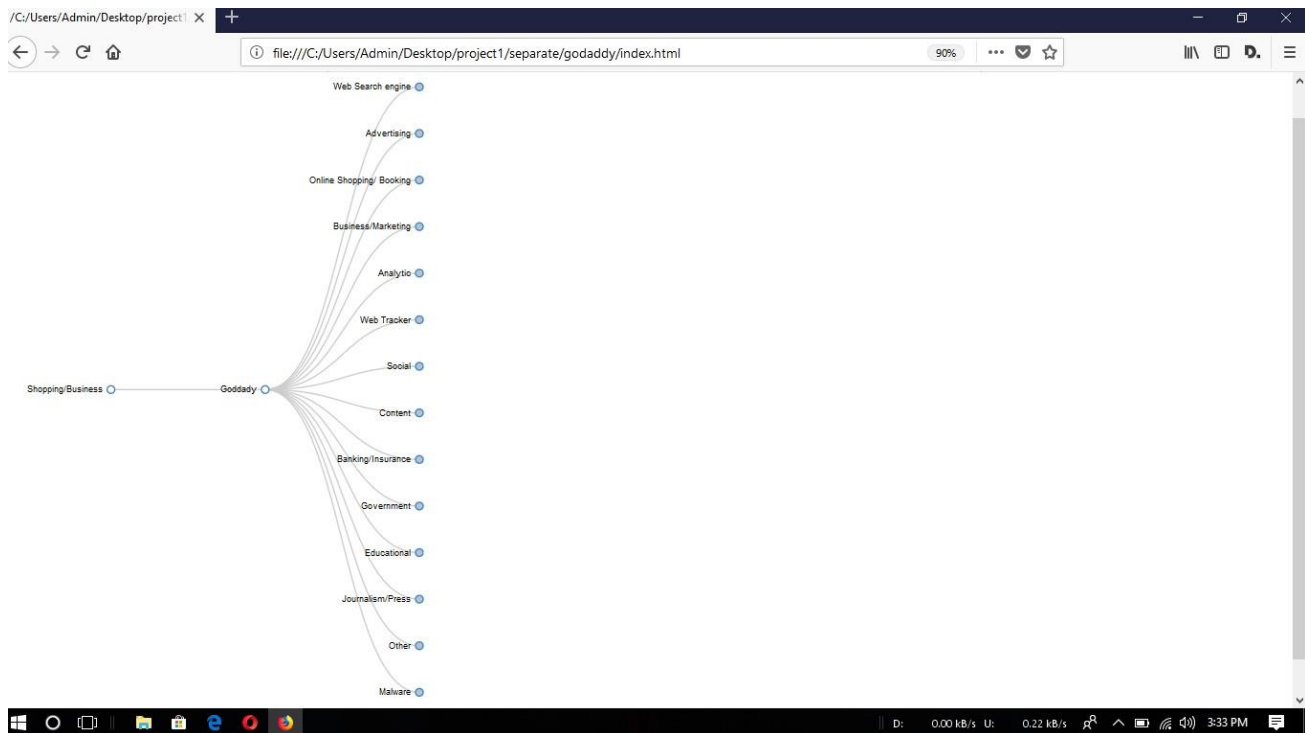 /C:/Users/Admin/Desktop/project1
file:///C:/Users/Admin/Desktop/project1/separate/godaddy/index.html
90%
D.
Web Search engine
Advertising
Online Shopping/ Booking
Business/Marketing
Analytic
Web Tracker
Social
Shopping/Business
Goddady
Content
Banking/Insurance
Government
Educational
Journalism/Press
Other
Malware
D: 0.00 kB/s U: 0.22 kB/s
3:33 PM